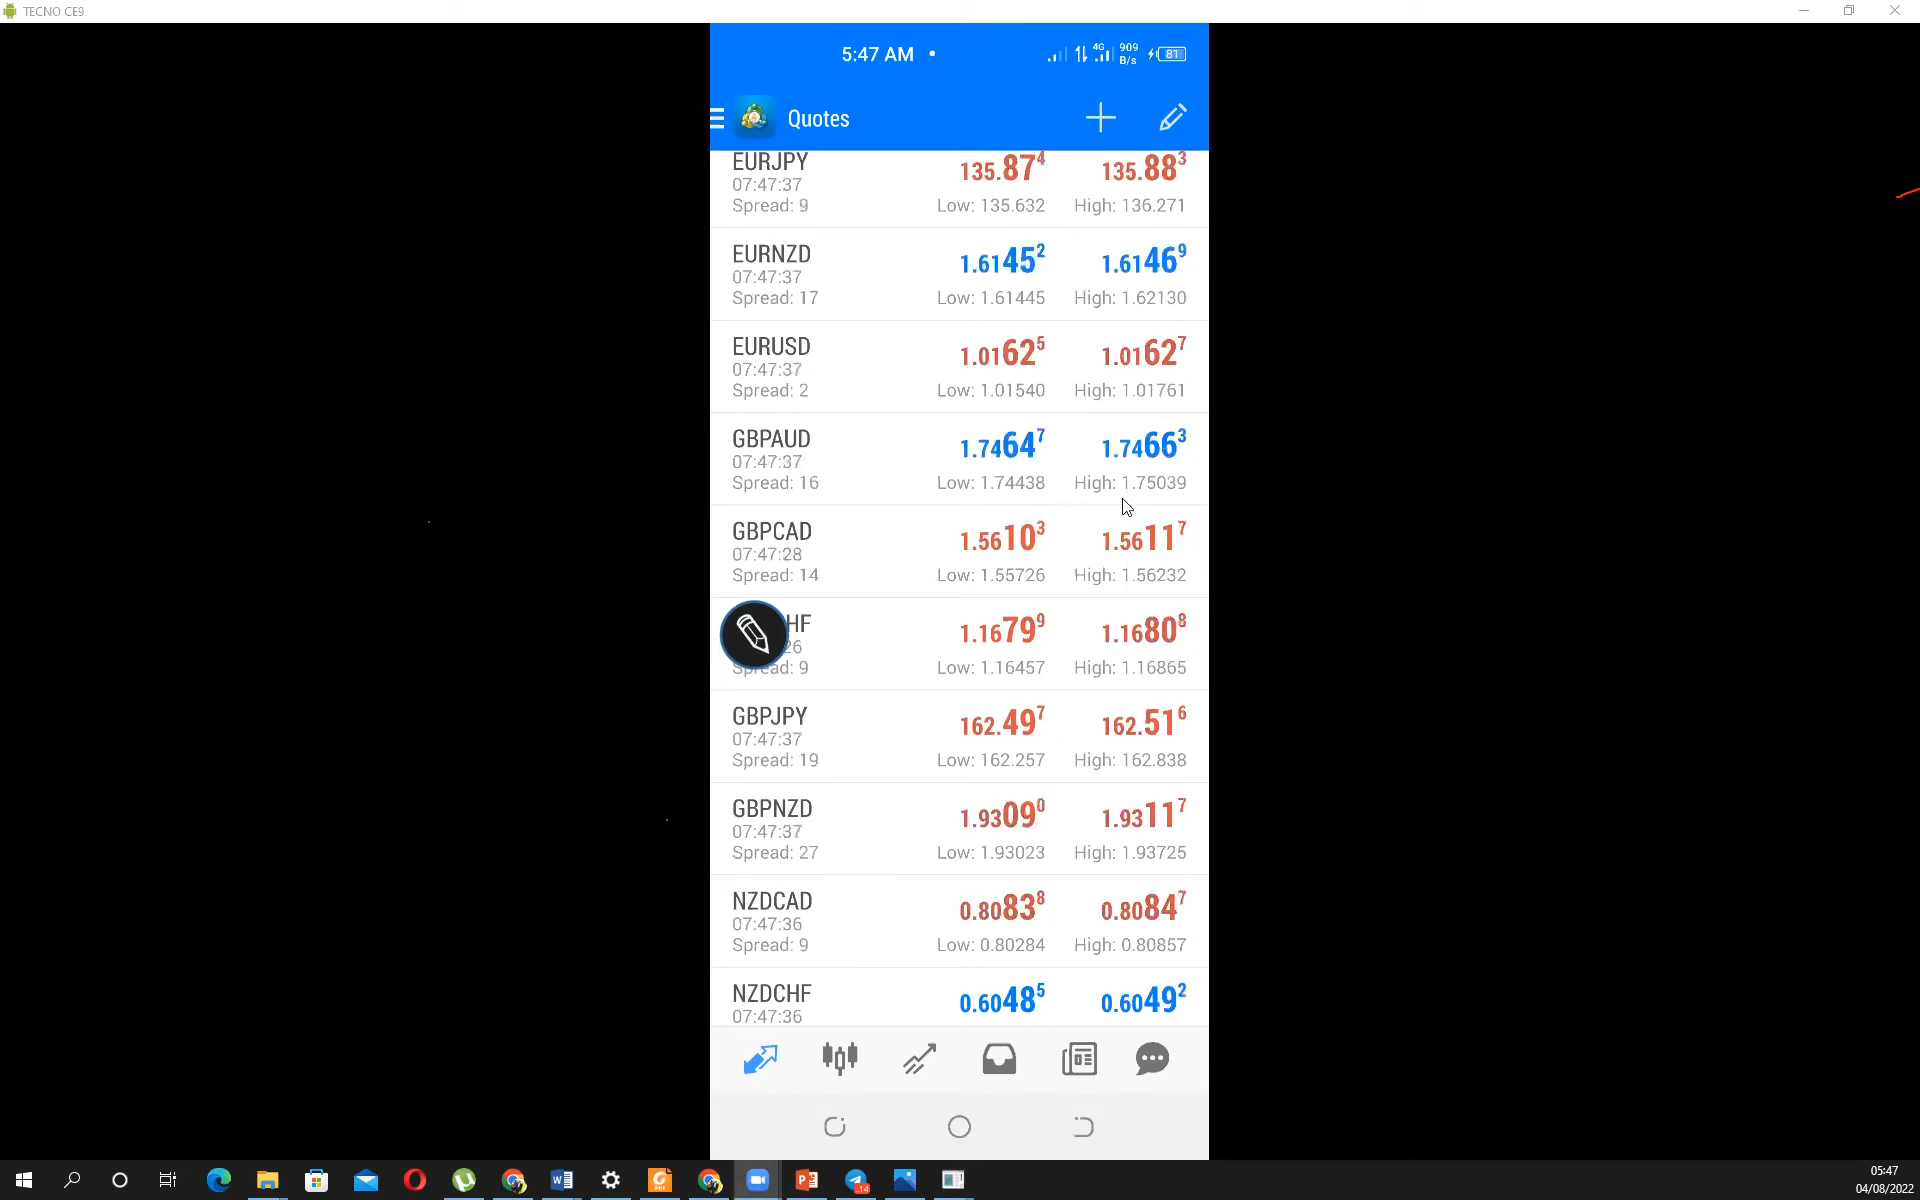 TECNO CE9
5:47 AM
4G 909 B/s 81
Quotes
EURJPY 135.874 135.883
07:47:37
Spread: 9 Low: 135.632 High: 136.271
EURNZD 1.61452 1.61469
07:47:37
Spread: 17 Low: 1.61445 High: 1.62130
EURUSD 1.01625 1.01627
07:47:37
Spread: 2 Low: 1.01540 High: 1.01761
GBPAUD 1.74647 1.74663
07:47:37
Spread: 16 Low: 1.74438 High: 1.75039
GBPCAD 1.56103 1.56117
07:47:28
Spread: 14 Low: 1.55726 High: 1.56232
HF 1.16799 1.16808
26
Spread: 9 Low: 1.16457 High: 1.16865
GBPJPY 162.497 162.516
07:47:37
Spread: 19 Low: 162.257 High: 162.838
GBPNZD 1.93090 1.93117
07:47:37
Spread: 27 Low: 1.93023 High: 1.93725
NZDCAD 0.80838 0.80847
07:47:36
Spread: 9 Low: 0.80284 High: 0.80857
NZDCHF 0.60485 0.60492
07:47:36
14
05:47
04/08/2022